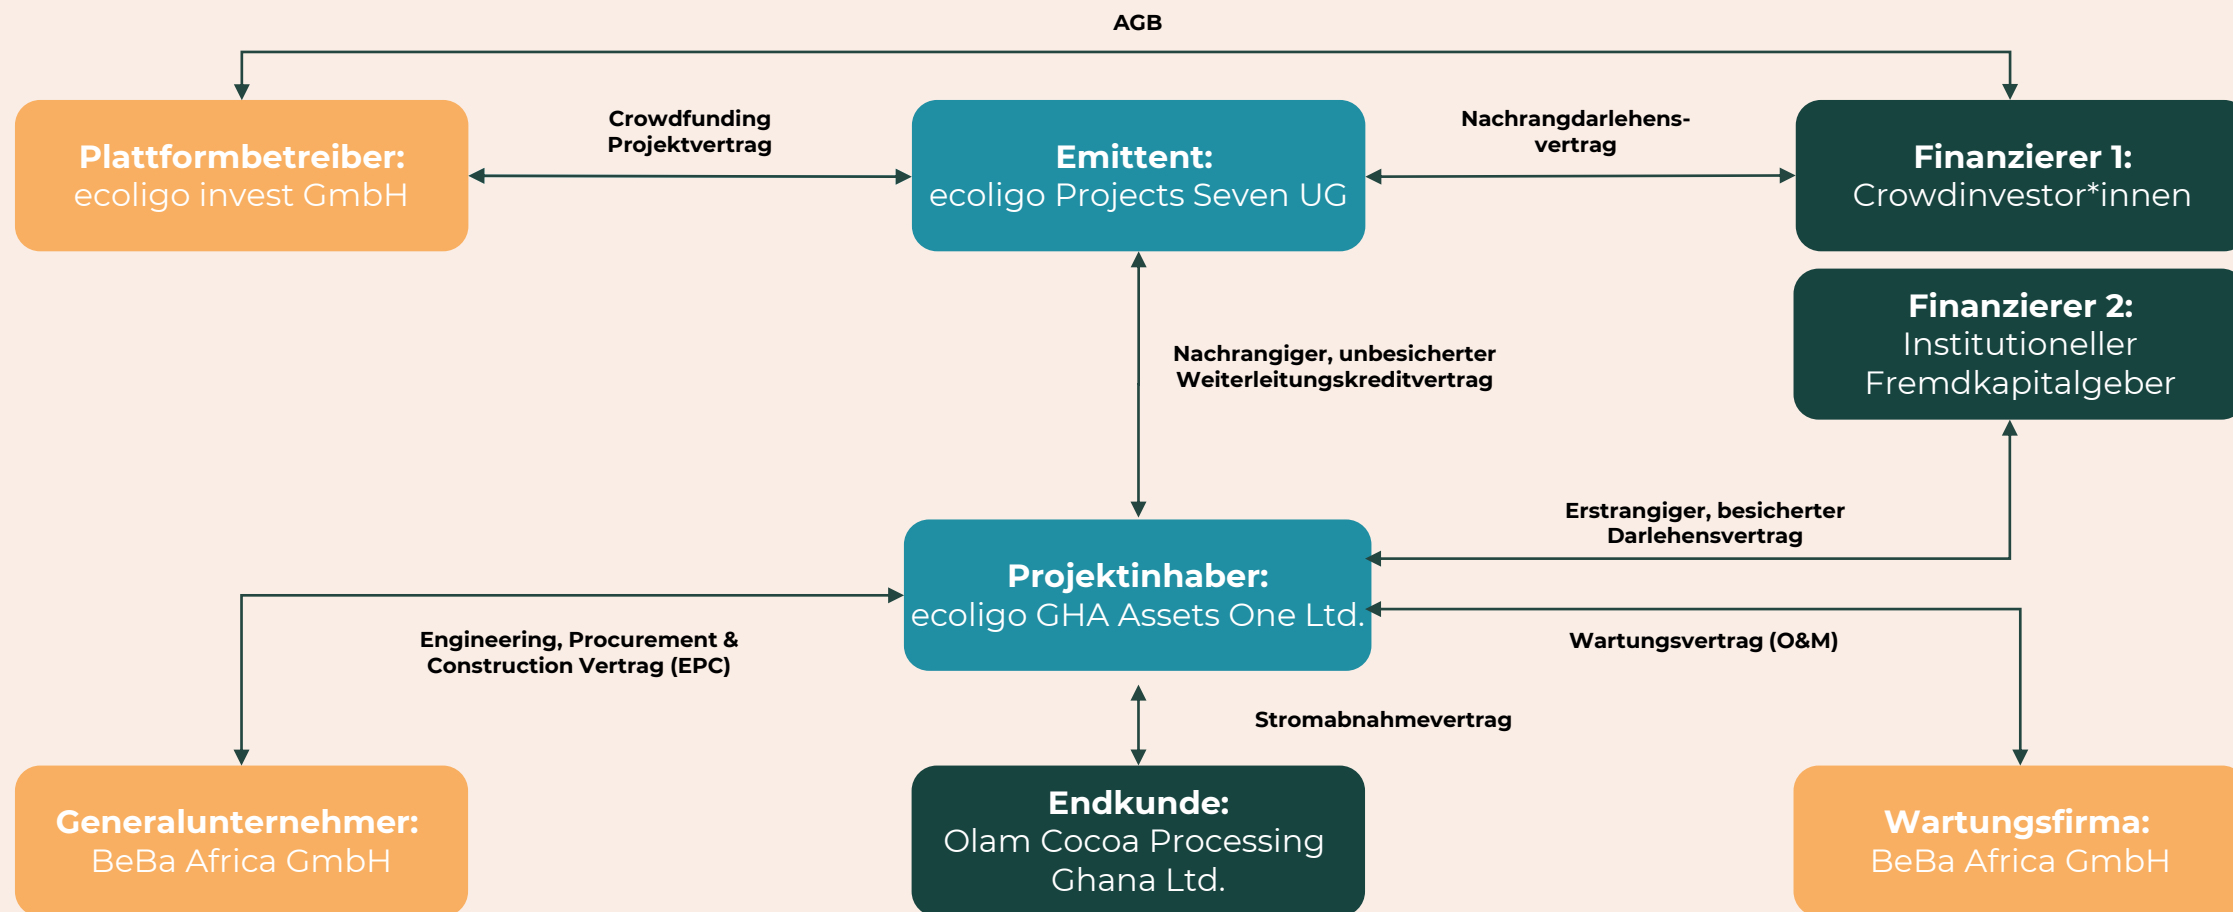 AGB
Plattformbetreiber:
ecoligo invest GmbH
Crowdfunding
Projektvertrag
Emittent:
ecoligo Projects Seven UG
Nachrangdarlehens-
vertrag
Finanzierer 1:
Crowdinvestor*innen
Finanzierer 2:
Institutioneller
Fremdkapitalgeber
Nachrangiger, unbesicherter
Weiterleitungskreditvertrag
Erstrangiger, besicherter
Darlehensvertrag
Projektinhaber:
ecoligo GHA Assets One Ltd.
Engineering, Procurement &
Construction Vertrag (EPC)
Wartungsvertrag (O&M)
Stromabnahmevertrag
Generalunternehmer:
BeBa Africa GmbH
Endkunde:
Olam Cocoa Processing
Ghana Ltd.
Wartungsfirma:
BeBa Africa GmbH